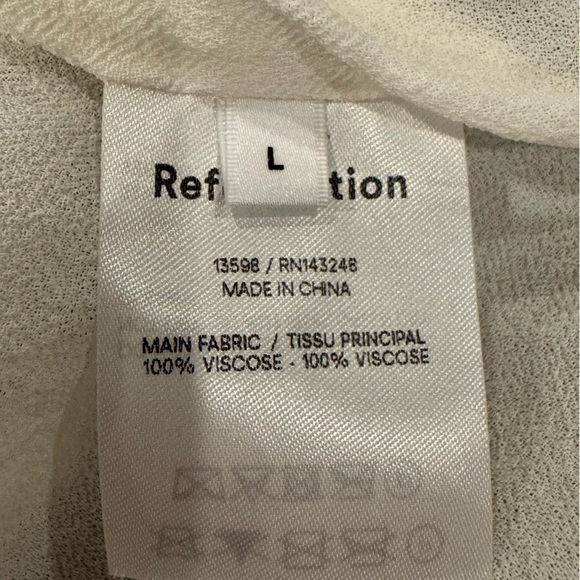 L
Ref tion
13598 / RN143248
MADE IN CHINA
MAIN FABRIC / TISSU PRINCIPAL
100% VISCOSE - 100% VISCOSE